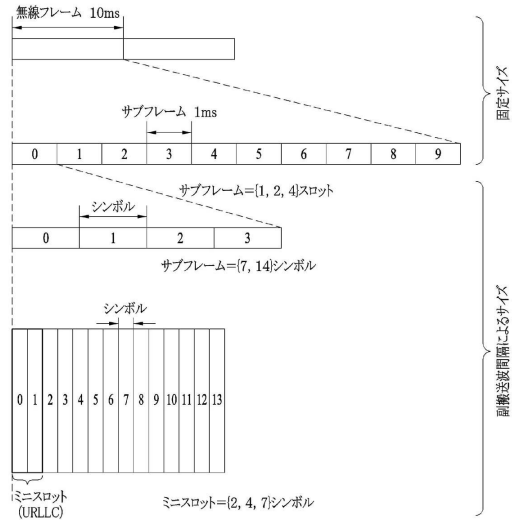 無線フレーム 10ms
固定サイズ
サブフレーム 1ms
0 1 2 3 4 5 6 7 8 9
サブフレーム={1, 2, 4}スロット
シンボル
0 1 2 3
サブフレーム={7, 14}シンボル
副搬送波間隔によるサイズ
シンボル
0 1 2 3 4 5 6 7 8 9 10 11 12 13
ミニスロット
(URLLC)
ミニスロット={2, 4, 7}シンボル